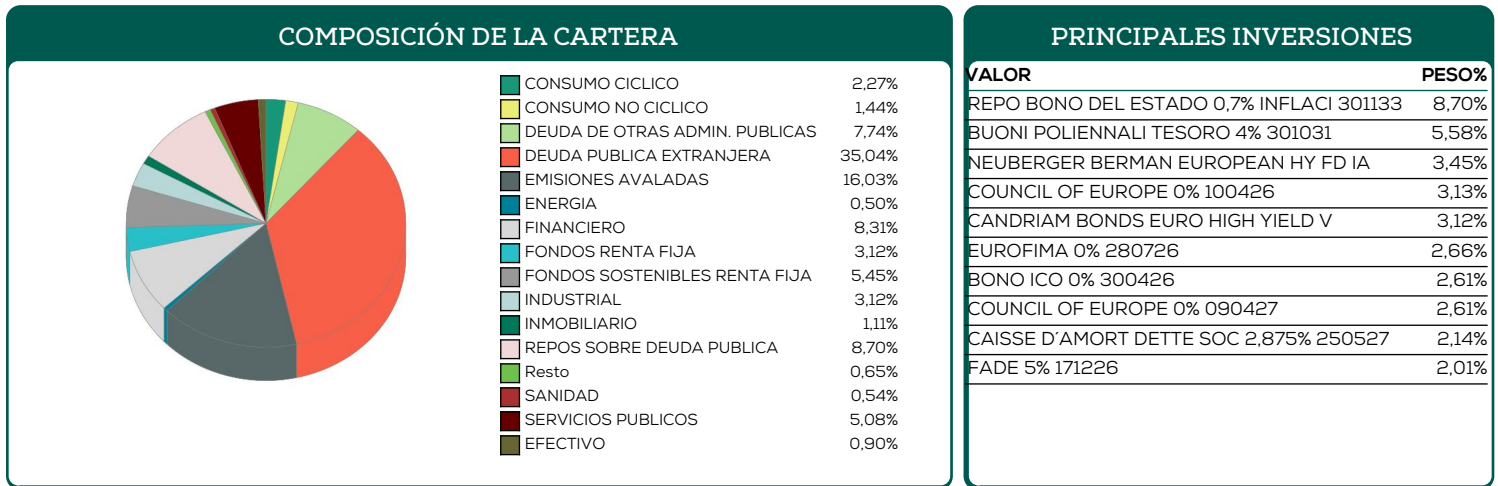 COMPOSICIÓN DE LA CARTERA
CONSUMO CICLICO 2,27%
CONSUMO NO CICLICO 1,44%
DEUDA DE OTRAS ADMIN. PUBLICAS 7,74%
DEUDA PUBLICA EXTRANJERA 35,04%
EMISIONES AVALADAS 16,03%
ENERGIA 0,50%
FINANCIERO 8,31%
FONDOS RENTA FIJA 3,12%
FONDOS SOSTENIBLES RENTA FIJA 5,45%
INDUSTRIAL 3,12%
INMOBILIARIO 1,11%
REPOS SOBRE DEUDA PUBLICA 8,70%
Resto 0,65%
SANIDAD 0,54%
SERVICIOS PUBLICOS 5,08%
EFECTIVO 0,90%
PRINCIPALES INVERSIONES
VALOR PESO%
REPO BONO DEL ESTADO 0,7% INFLACI 301133 8,70%
BUONI POLIENNALI TESORO 4% 301031 5,58%
NEUBERGER BERMAN EUROPEAN HY FD IA 3,45%
COUNCIL OF EUROPE 0% 100426 3,13%
CANDRIAM BONDS EURO HIGH YIELD V 3,12%
EUROFIMA 0% 280726 2,66%
BONO ICO 0% 300426 2,61%
COUNCIL OF EUROPE 0% 090427 2,61%
CAISSE D´AMORT DETTE SOC 2,875% 250527 2,14%
FADE 5% 171226 2,01%